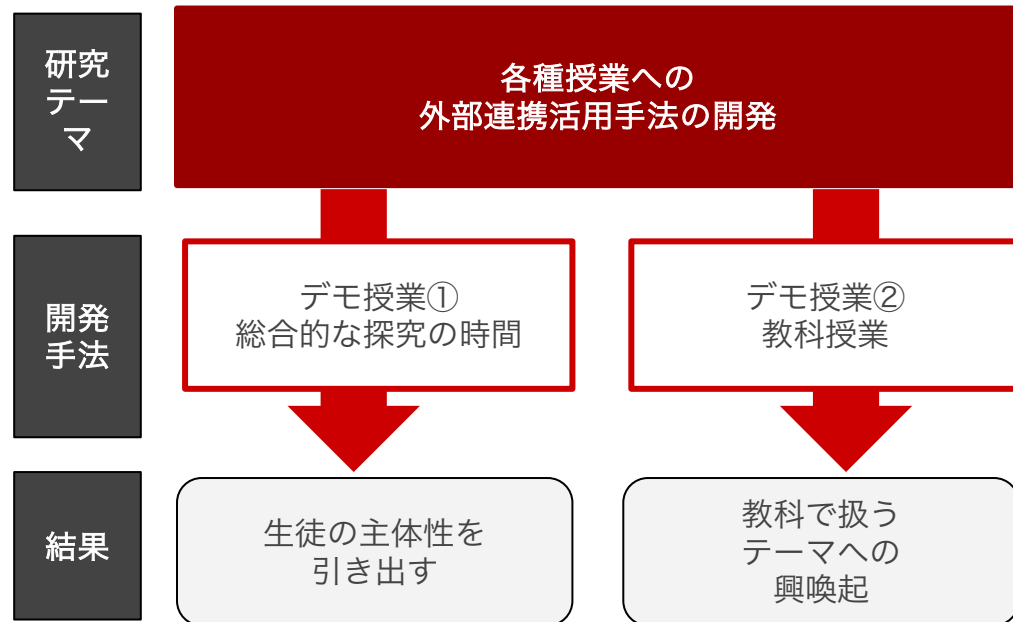 研究
テー
マ
各種授業への
外部連携活用手法の開発
開発
手法
デモ授業①
総合的な探究の時間
デモ授業②
教科授業
結果
生徒の主体性を
引き出す
教科で扱う
テーマへの
興喚起